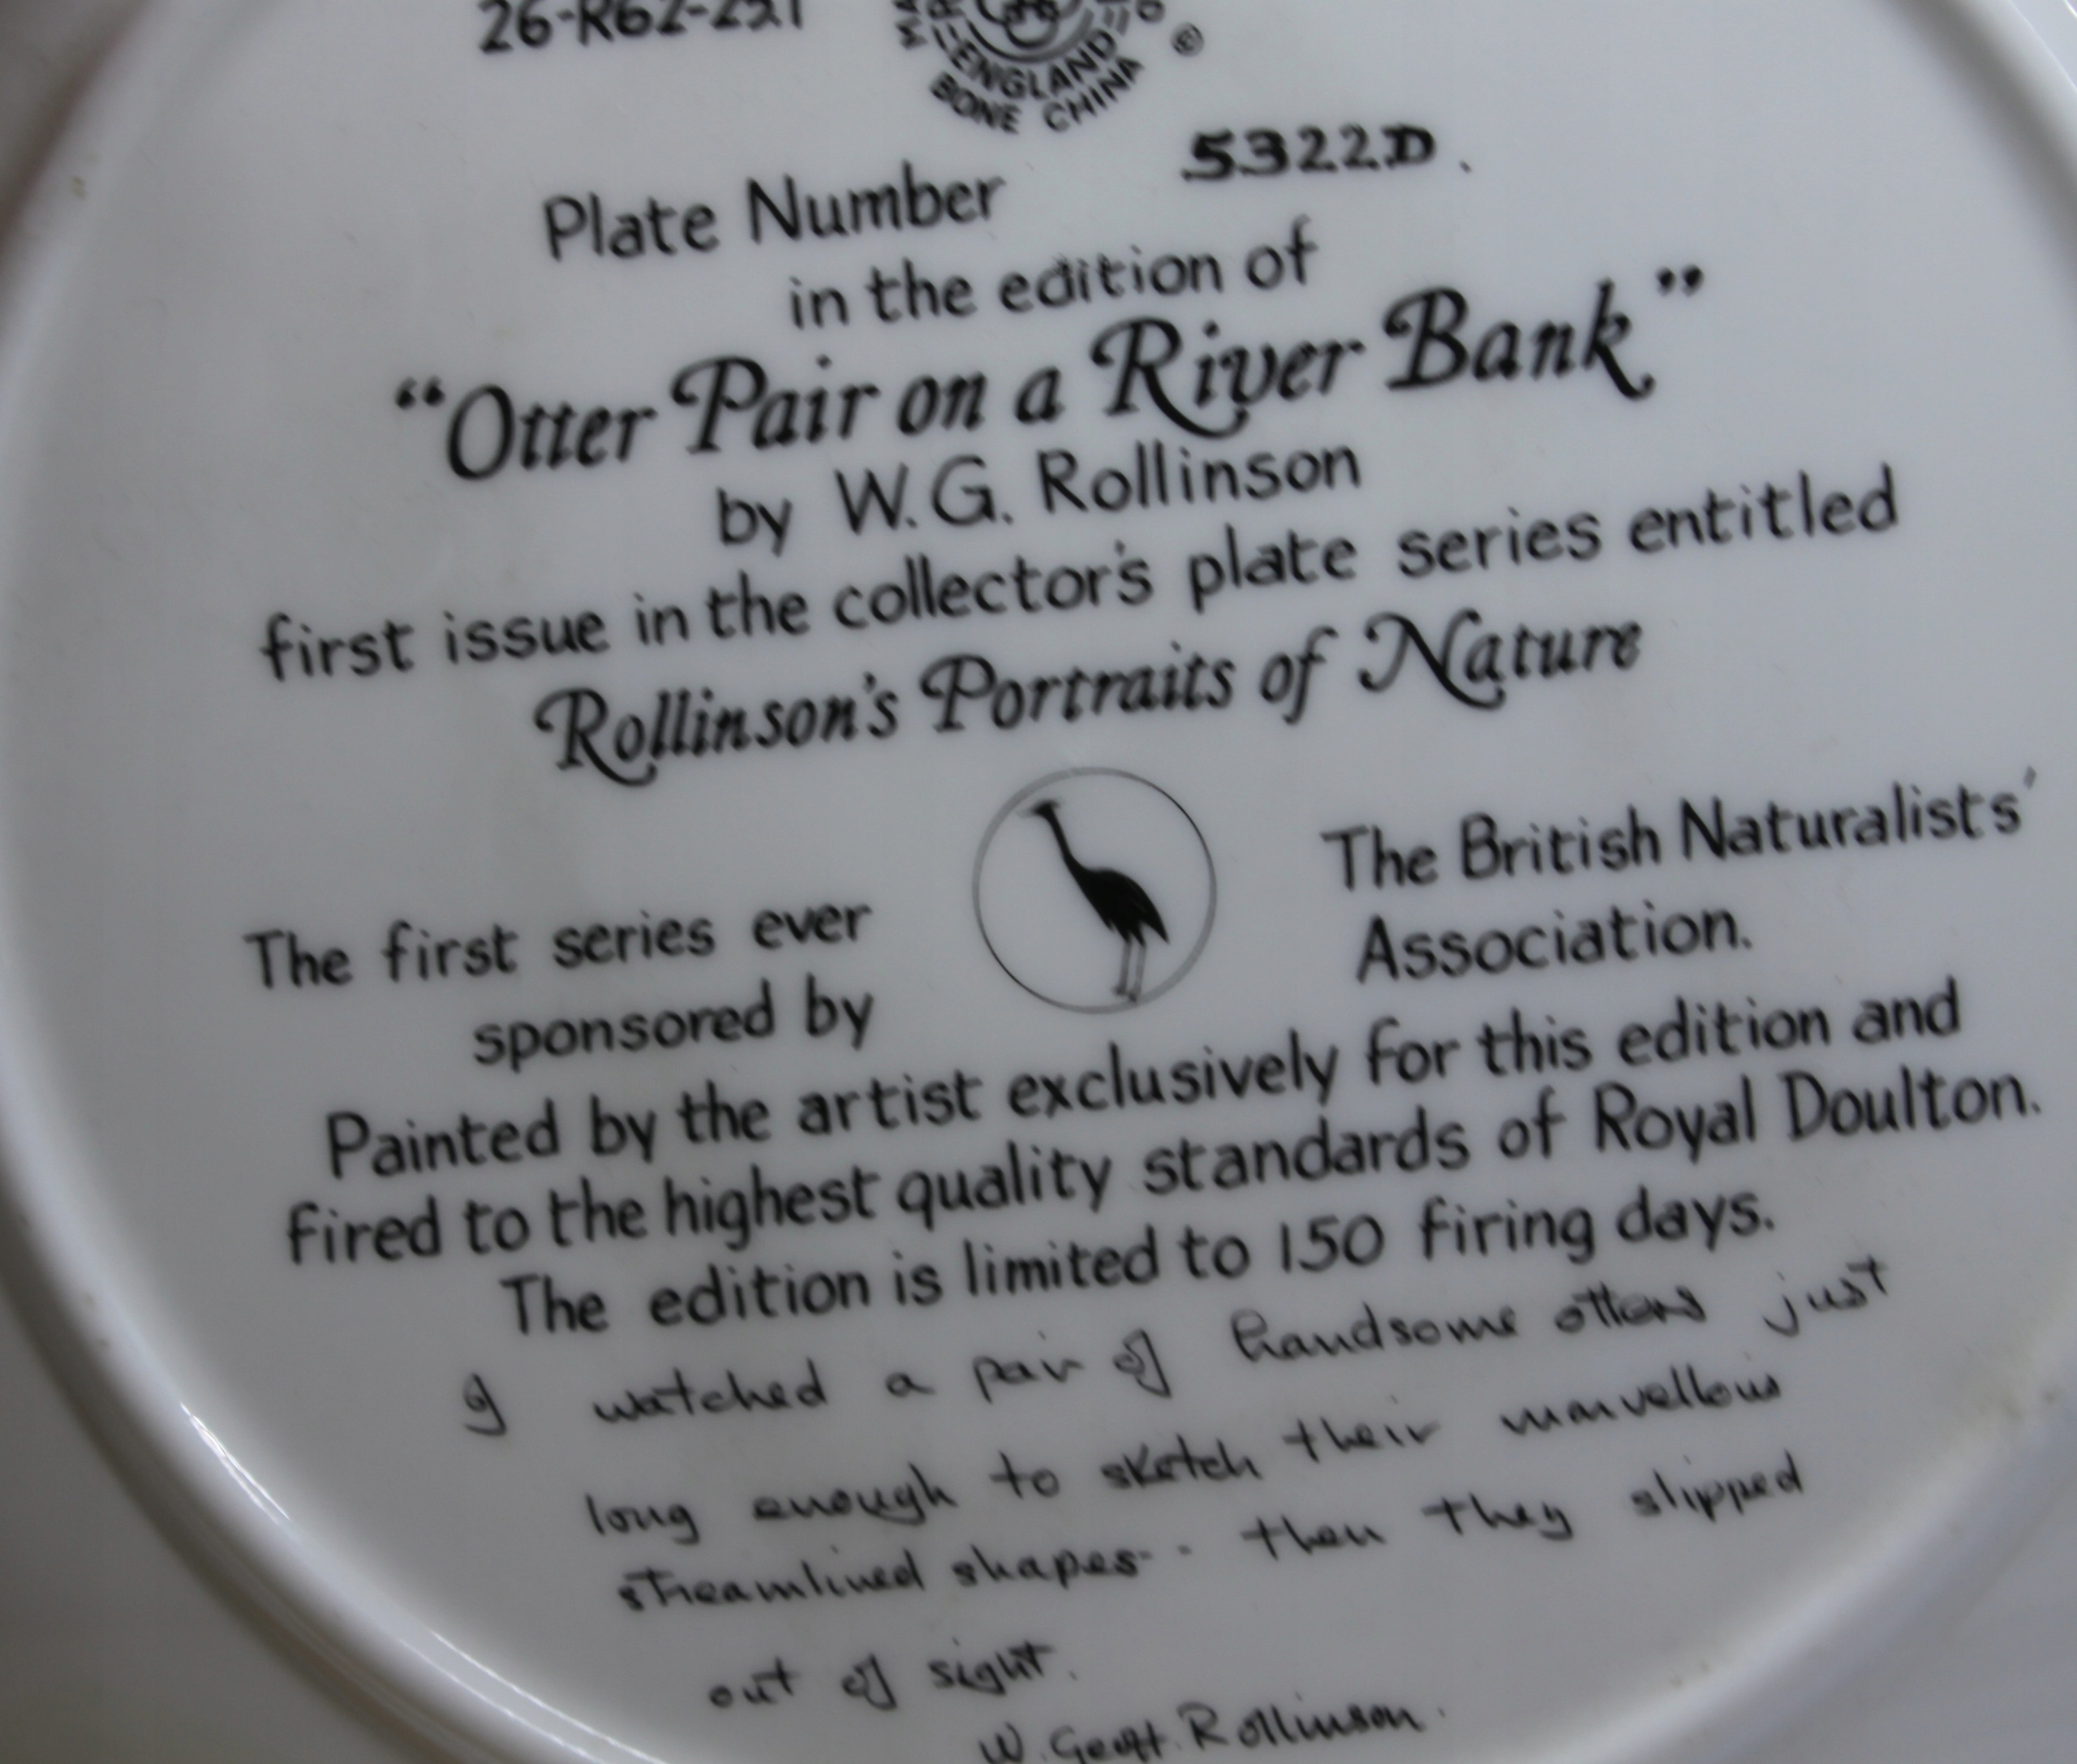 ENGLAND
BONE CHINA
©
5322D.
Plate Number
in the edition of
“Otter Pair on a River Bank”
by W.G. Rollinson
first issue in the collector's plate series entitled
Rollinson's Portraits of Nature
The first series ever
sponsored by
The British Naturalists'
Association.
Painted by the artist exclusively for this edition and
fired to the highest quality standards of Royal Doulton.
The edition is limited to 150 firing days.
I watched a pair of handsome otters just
long enough to sketch their marvellous
streamlined shapes-- then they slipped
out of sight.
W. Geoff. Rollinson.